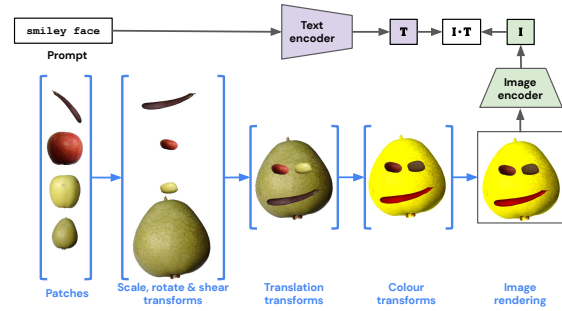 smiley face
Prompt
Text
encoder
T
I·T
I
Image
encoder
Patches
Scale, rotate & shear
transforms
Translation
transforms
Colour
transforms
Image
rendering